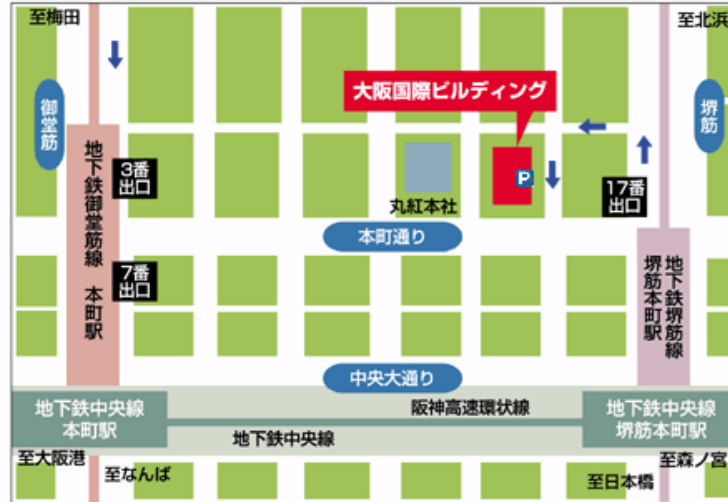 至梅田
至北浜
御堂筋
大阪国際ビルディング
堺筋
地下鉄御堂筋線 本町駅
3番
出口
P
丸紅本社
17番
出口
本町通り
7番
出口
地下鉄堺筋線
堺筋本町駅
中央大通り
地下鉄中央線
本町駅
阪神高速環状線
地下鉄中央線
地下鉄中央線
堺筋本町駅
至大阪港
至なんば
至森ノ宮
至日本橋